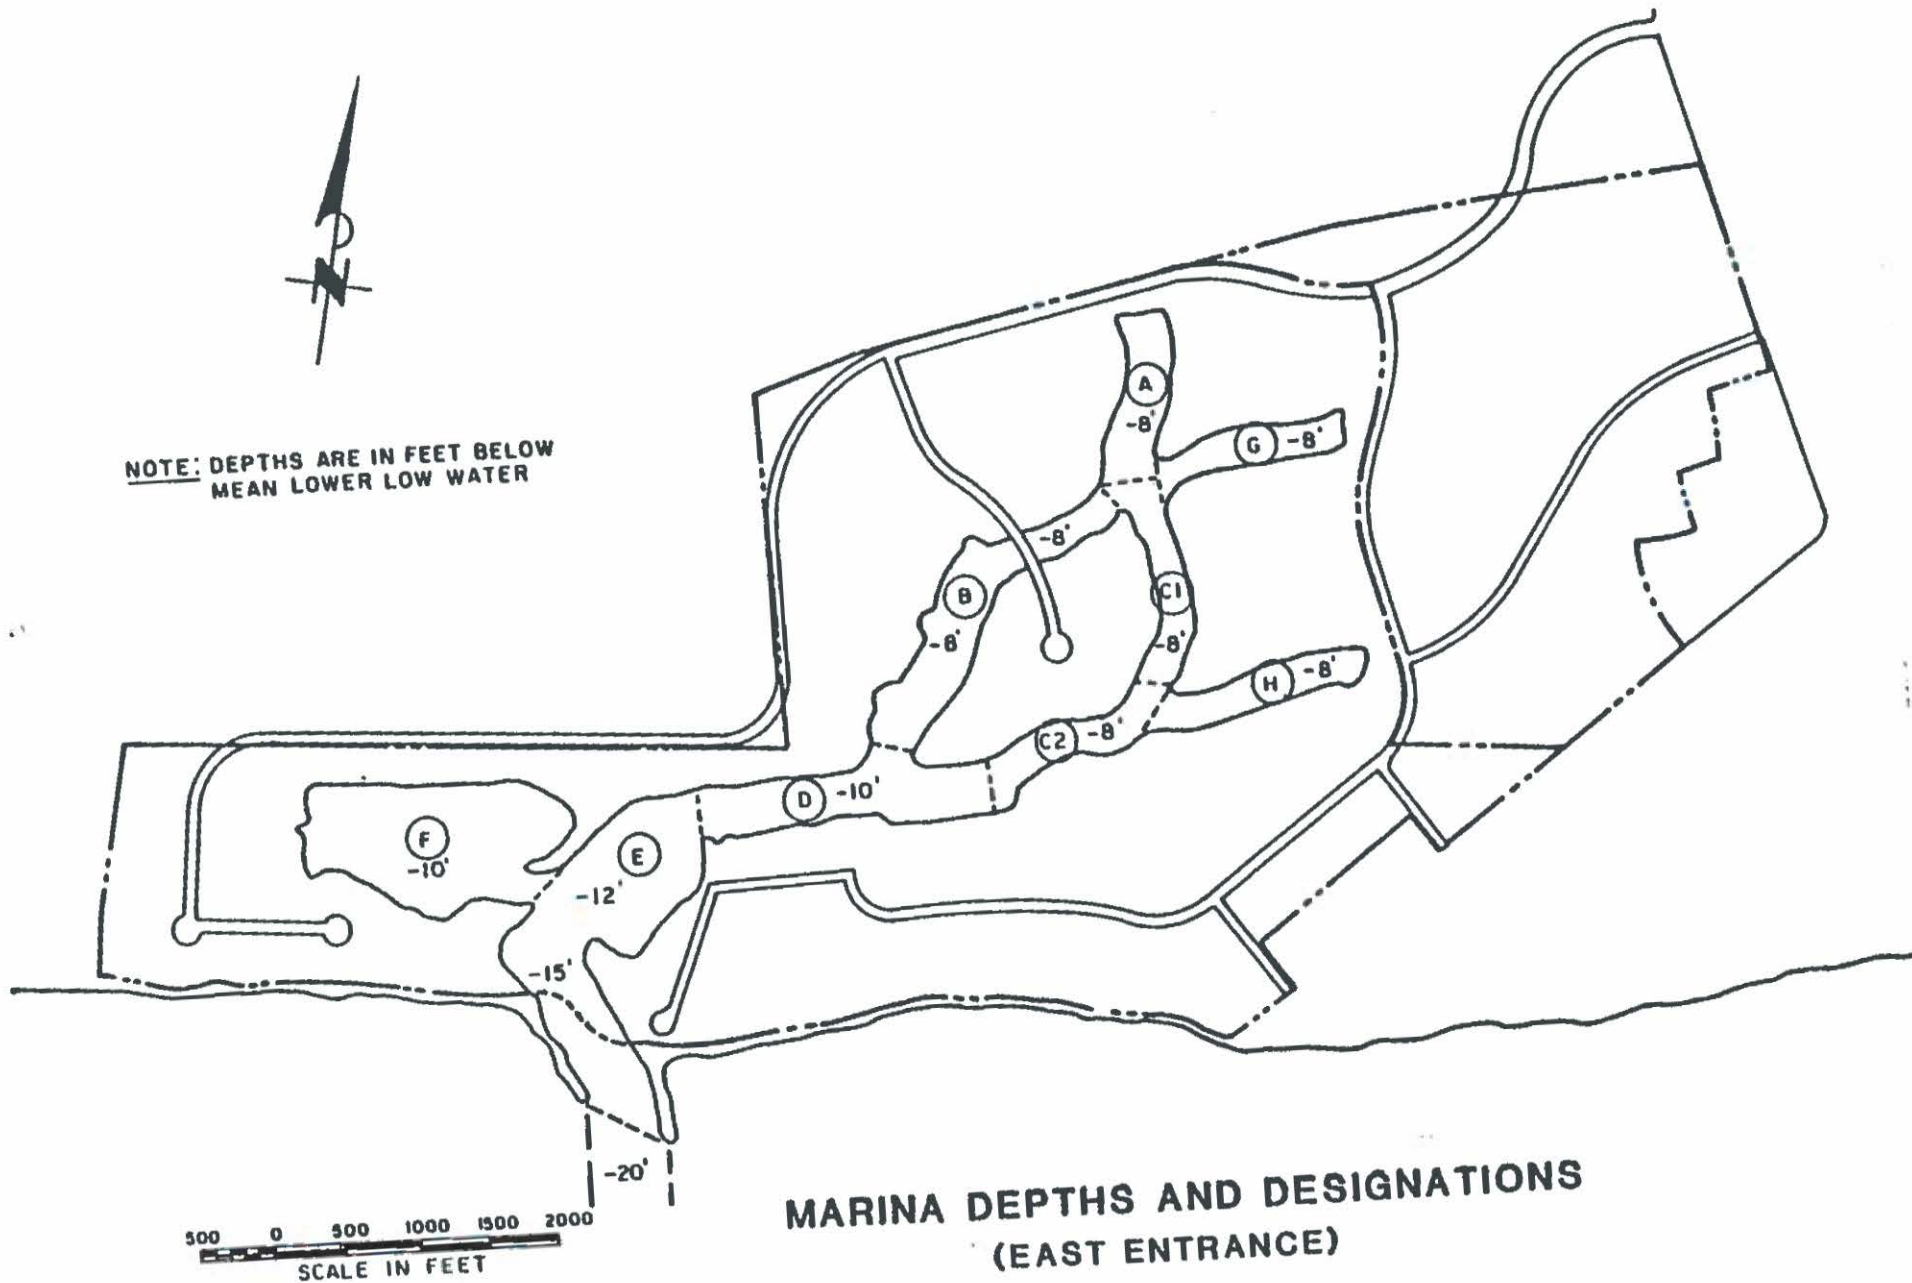 N
A
-8'
G -8'
NOTE: DEPTHS ARE IN FEET BELOW
MEAN LOWER LOW WATER
-8'
B
C1
-8'
-8'
H -8'
C2 -8'
D -10'
F
-10'
E
-12'
-15'
-20'
500 0 500 1000 1500 2000
SCALE IN FEET
MARINA DEPTHS AND DESIGNATIONS
(EAST ENTRANCE)